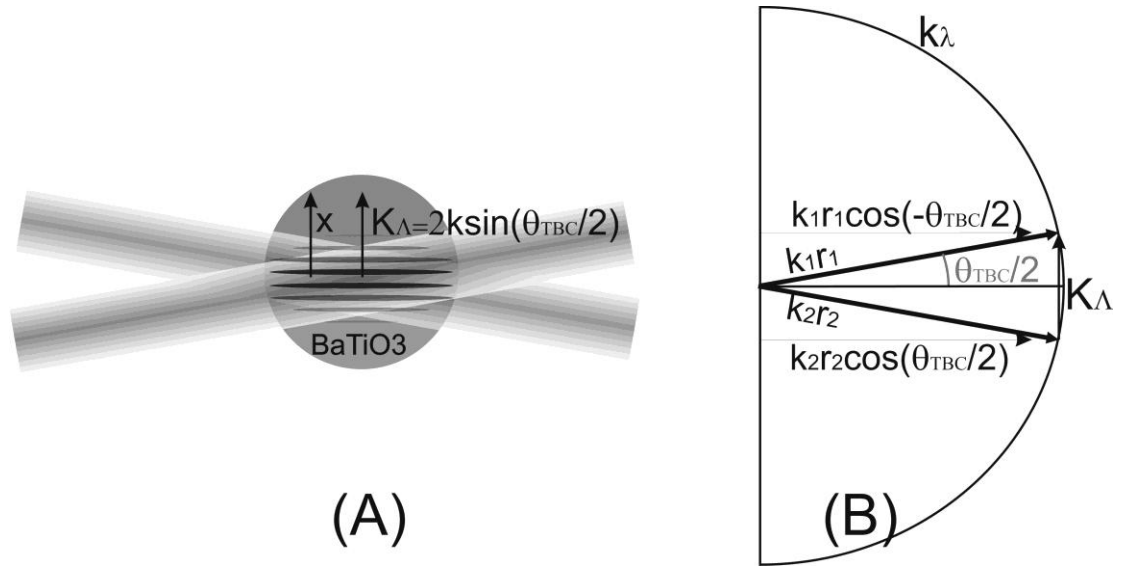 x
KΛ=2ksin(θTBC/2)
BaTiO3
(A)
kλ
k1r1cos(-θTBC/2)
k1r1
θTBC/2
KΛ
k2r2
k2r2cos(θTBC/2)
(B)